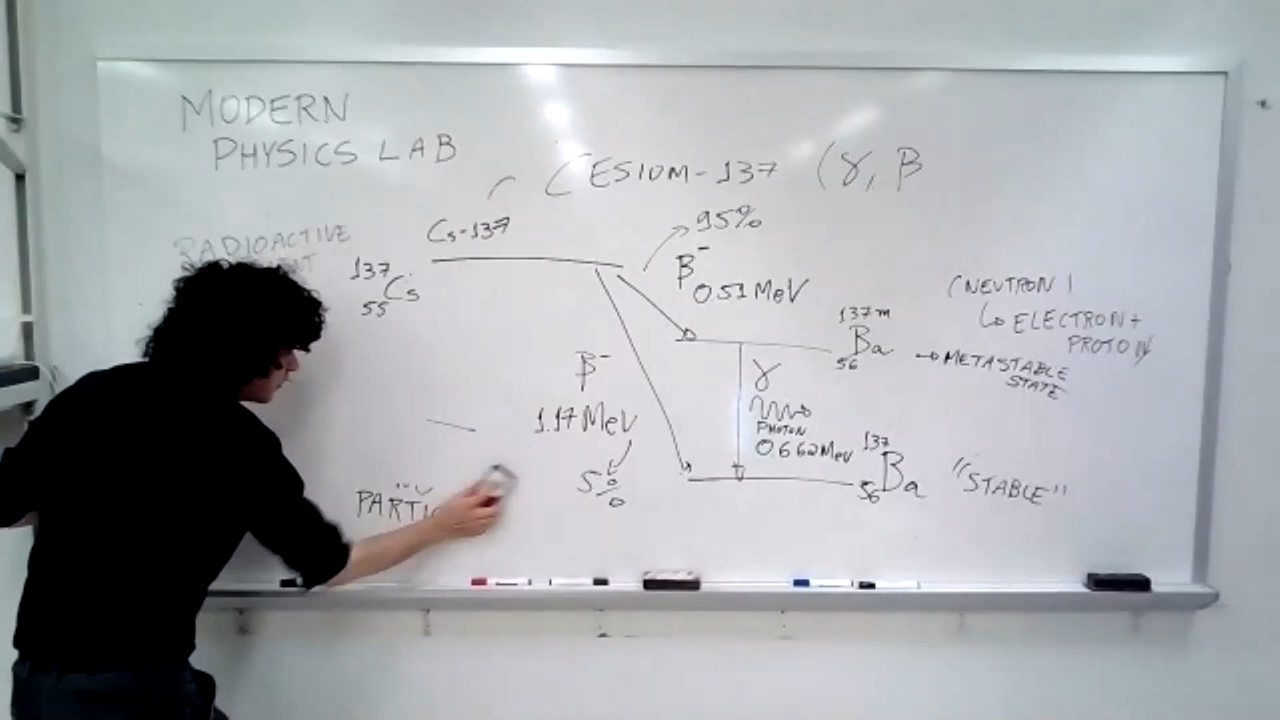 MODERN
PHYSICS LAB
CESIUM-137 (γ, β
RADIOACTIVE
Cs-137
137
55 Cs
95%
β⁻
0.51 MeV
137m
56 Ba
→ METASTABLE
STATE
(NEUTRON
↳ ELECTRON +
PROTON
β⁻
1.17 MeV
5%
γ
PHOTON
0.662 MeV
137
56 Ba
"STABLE"